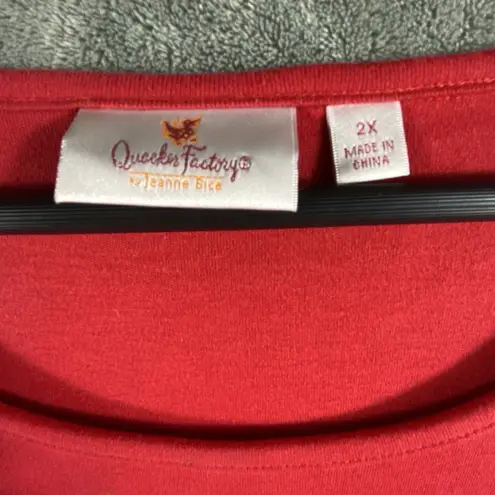 Quacker Factory®
by Jeanne Bice
2X
MADE IN
CHINA